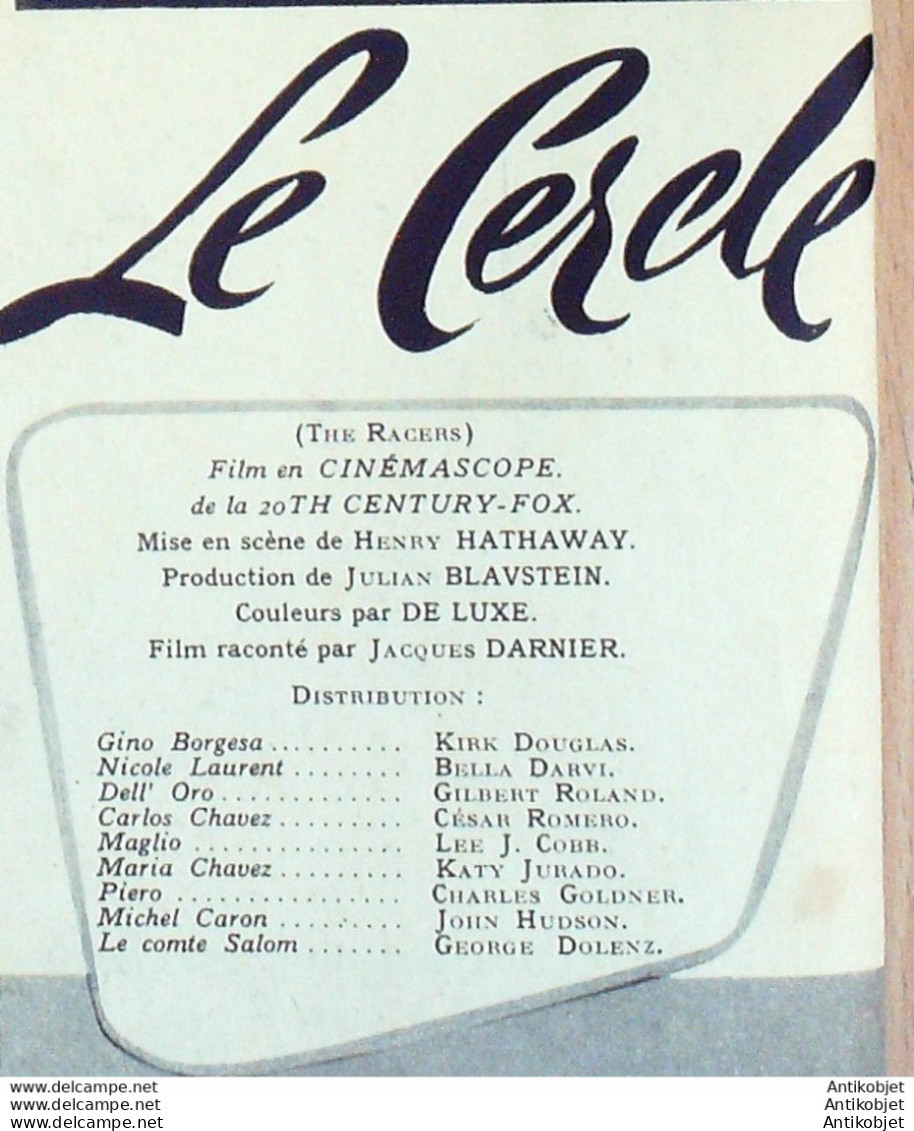 Le Cercle
(The Racers)
Film en CINÉMASCOPE.
de la 20TH CENTURY-FOX.
Mise en scène de Henry HATHAWAY.
Production de Julian BLAVSTEIN.
Couleurs par DE LUXE.
Film raconté par Jacques DARNIER.
Distribution :
Gino Borgesa .......... Kirk Douglas.
Nicole Laurent ........ Bella Darvi.
Dell' Oro .............. Gilbert Roland.
Carlos Chavez ......... César Romero.
Maglio ................ Lee J. Cobb.
Maria Chavez ......... Katy Jurado.
Piero ................. Charles Goldner.
Michel Caron .......... John Hudson.
Le comte Salom ....... George Dolenz.
www.delcampe.net Antikobjet
www.delcampe.net Antikobjet
www.delcampe.net Antikobjet